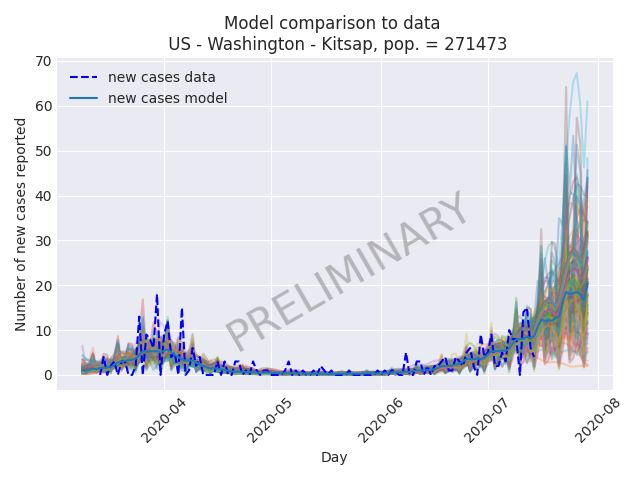 Model comparison to data
US - Washington - Kitsap, pop. = 271473
new cases data
new cases model
Number of new cases reported
70
60
50
40
30
20
10
0
PRELIMINARY
2020-04
2020-05
2020-06
2020-07
2020-08
Day